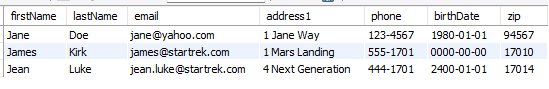 firstName lastName email address1 phone birthDate zip
Jane Doe jane@yahoo.com 1 Jane Way 123-4567 1980-01-01 94567
James Kirk james@startrek.com 1 Mars Landing 555-1701 0000-00-00 17010
Jean Luke jean.luke@startrek.com 4 Next Generation 444-1701 2400-01-01 17014